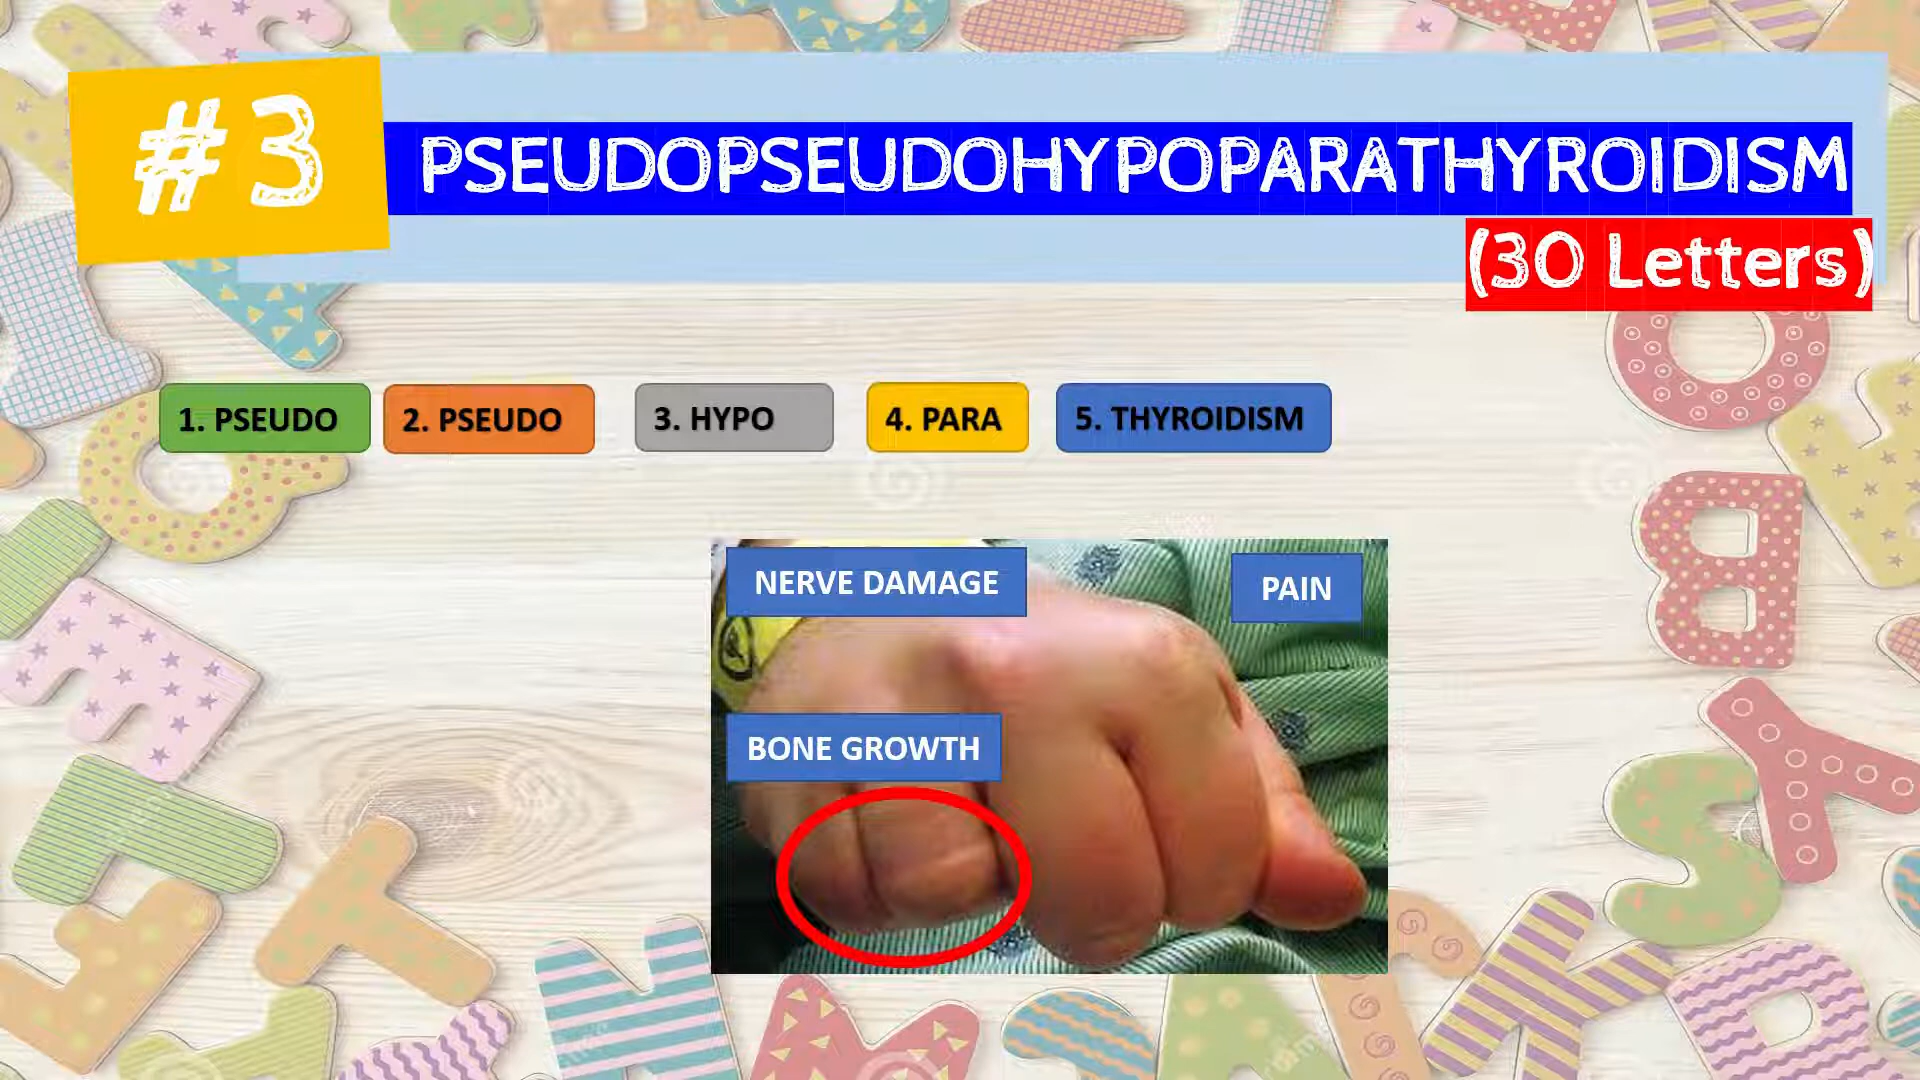 #3
PSEUDOPSEUDOHYPOPARATHYROIDISM
(30 Letters)
1. PSEUDO 2. PSEUDO 3. HYPO 4. PARA 5. THYROIDISM
NERVE DAMAGE PAIN
BONE GROWTH